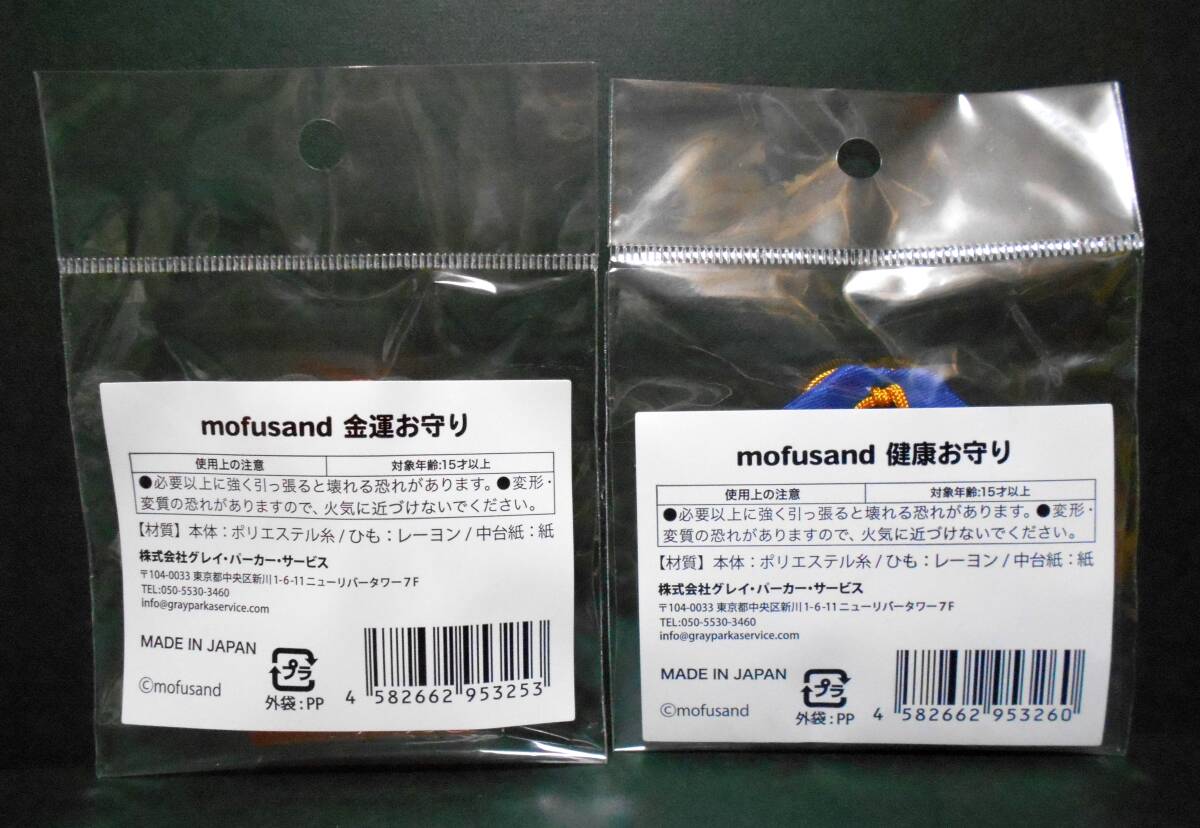 mofusand 金運お守り
使用上の注意 対象年齢:15才以上
●必要以上に強く引っ張ると壊れる恐れがあります。●変形・
変質の恐れがありますので、火気に近づけないでください。
【材質】本体：ポリエステル糸/ひも：レーヨン/中台紙：紙
株式会社グレイ・パーカー・サービス
〒104-0033 東京都中央区新川1-6-11ニューリバータワー7F
TEL:050-5530-3460
info@grayparkaservice.com
MADE IN JAPAN
©mofusand
プラ
外袋：PP
4 582662 953253
mofusand 健康お守り
使用上の注意 対象年齢:15才以上
●必要以上に強く引っ張ると壊れる恐れがあります。●変形・
変質の恐れがありますので、火気に近づけないでください。
【材質】本体：ポリエステル糸/ひも：レーヨン/中台紙：紙
株式会社グレイ・パーカー・サービス
〒104-0033 東京都中央区新川1-6-11ニューリバータワー7F
TEL:050-5530-3460
info@grayparkaservice.com
MADE IN JAPAN
©mofusand
プラ
外袋：PP
4 582662 953260